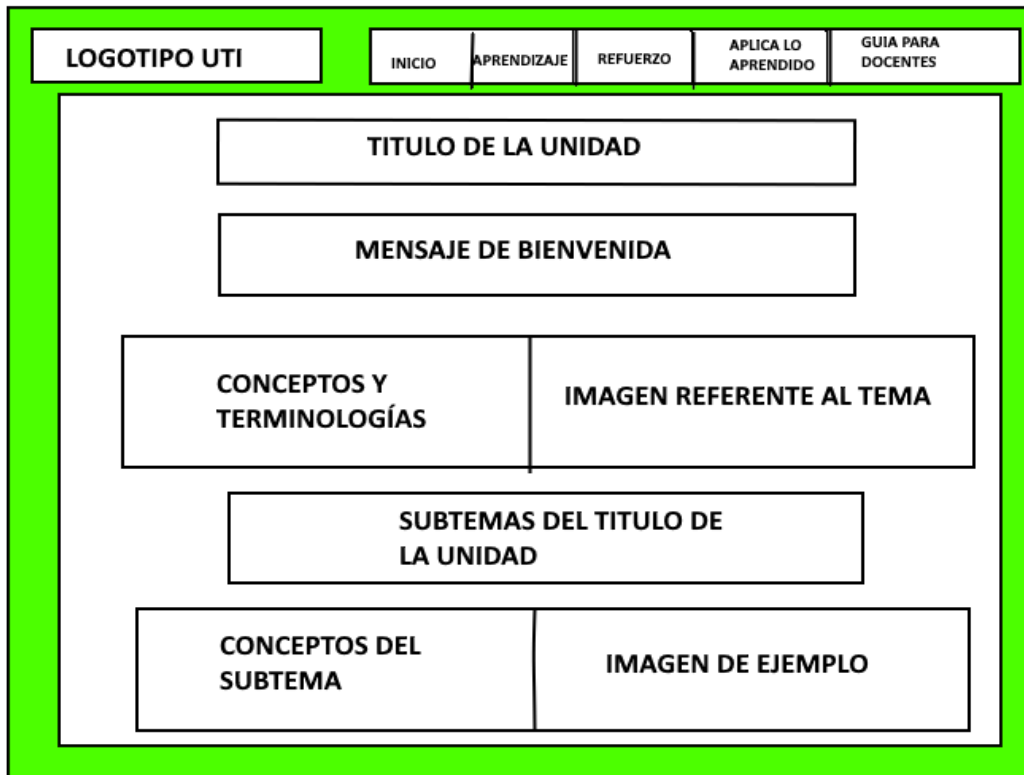 LOGOTIPO UTI
INICIO
APRENDIZAJE
REFUERZO
APLICA LO
APRENDIDO
GUIA PARA
DOCENTES
TITULO DE LA UNIDAD
MENSAJE DE BIENVENIDA
CONCEPTOS Y
TERMINOLOGÍAS
IMAGEN REFERENTE AL TEMA
SUBTEMAS DEL TITULO DE
LA UNIDAD
CONCEPTOS DEL
SUBTEMA
IMAGEN DE EJEMPLO